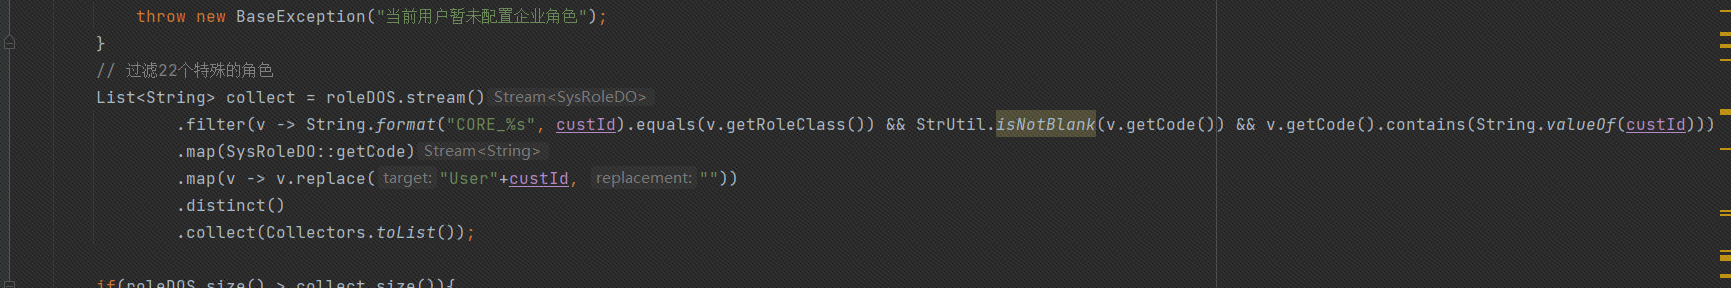 throw new BaseException("当前用户暂未配置企业角色");
}
// 过滤22个特殊的角色
List<String> collect = roleDOS.stream() Stream<SysRoleDO>
.filter(v -> String.format("CORE_%s", custId).equals(v.getRoleClass()) && StrUtil.isNotBlank(v.getCode()) && v.getCode().contains(String.valueOf(custId)))
.map(SysRoleDO::getCode) Stream<String>
.map(v -> v.replace( target: "User"+custId, replacement: ""))
.distinct()
.collect(Collectors.toList());
if(roleDOS.size() > collect.size()){